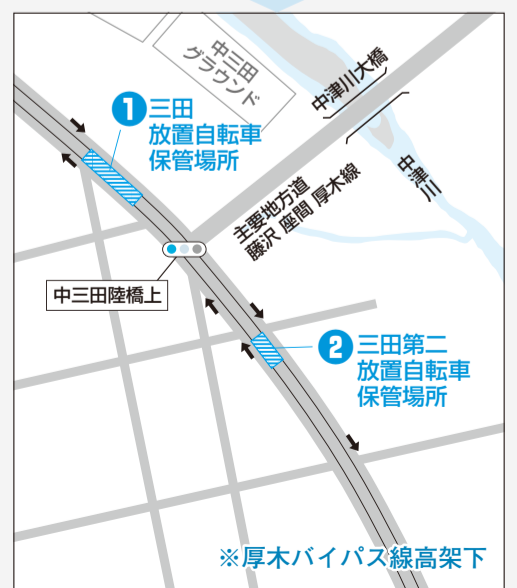 中三田
グラウンド
中津川大橋
1 三田
放置自転車
保管場所
中津川
主要地方道
藤沢 座間 厚木線
中三田陸橋上
2 三田第二
放置自転車
保管場所
※厚木バイパス線高架下